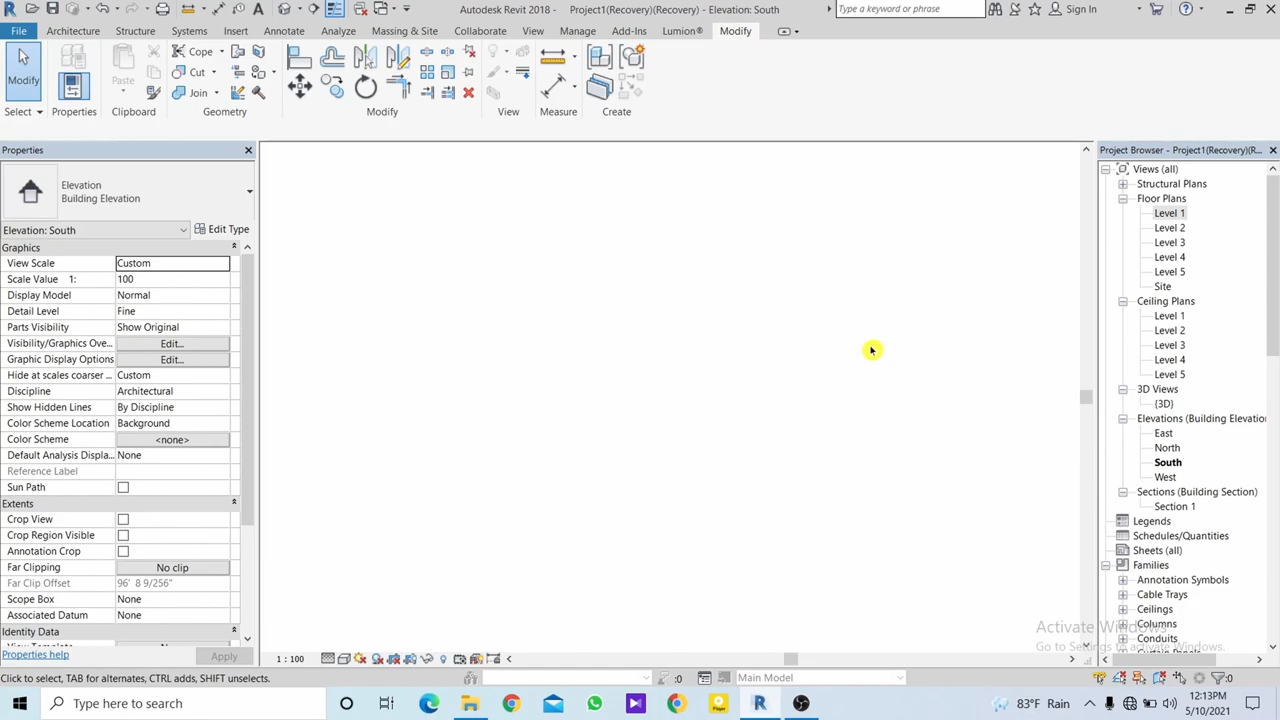 Autodesk Revit 2018 - Project1(Recovery)(Recovery) - Elevation: South
Type a keyword or phrase
Sign In
File Architecture Structure Systems Insert Annotate Analyze Massing & Site Collaborate View Manage Add-Ins Lumion® Modify
Modify
Paste
Cope
Cut
Join
Select Properties Clipboard Geometry Modify View Measure Create
Properties
Elevation
Building Elevation
Elevation: South
Edit Type
Graphics
View Scale Custom
Scale Value 1: 100
Display Model Normal
Detail Level Fine
Parts Visibility Show Original
Visibility/Graphics Ove... Edit...
Graphic Display Options Edit...
Hide at scales coarser ... Custom
Discipline Architectural
Show Hidden Lines By Discipline
Color Scheme Location Background
Color Scheme <none>
Default Analysis Displa... None
Reference Label
Sun Path
Extents
Crop View
Crop Region Visible
Annotation Crop
Far Clipping No clip
Far Clip Offset 96' 8 9/256"
Scope Box None
Associated Datum None
Identity Data
Properties help
Apply
Project Browser - Project1(Recovery)(R...
Views (all)
Structural Plans
Floor Plans
Level 1
Level 2
Level 3
Level 4
Level 5
Site
Ceiling Plans
Level 1
Level 2
Level 3
Level 4
Level 5
3D Views
{3D}
Elevations (Building Elevatio
East
North
South
West
Sections (Building Section)
Section 1
Legends
Schedules/Quantities
Sheets (all)
Families
Annotation Symbols
Cable Trays
Ceilings
Columns
Conduits
Activate Windows
Go to Settings to activate Windows.
1 : 100
Click to select, TAB for alternates, CTRL adds, SHIFT unselects.
:0
Main Model
:0
Type here to search
83°F Rain
12:13PM
5/10/2021